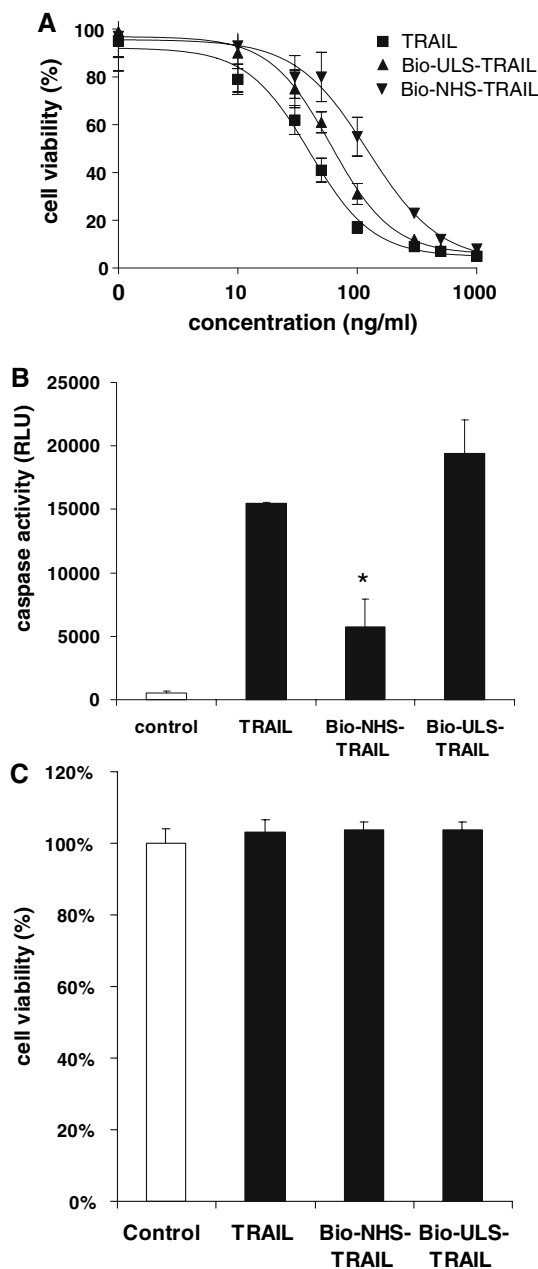 A
100
80
60
40
20
0
cell viability (%)
TRAIL
Bio-ULS-TRAIL
Bio-NHS-TRAIL
0
10
100
1000
concentration (ng/ml)
B
25000
20000
15000
10000
5000
0
caspase activity (RLU)
*
control
TRAIL
Bio-NHS-
TRAIL
Bio-ULS-
TRAIL
C
120%
100%
80%
60%
40%
20%
0%
cell viability (%)
Control
TRAIL
Bio-NHS-
TRAIL
Bio-ULS-
TRAIL